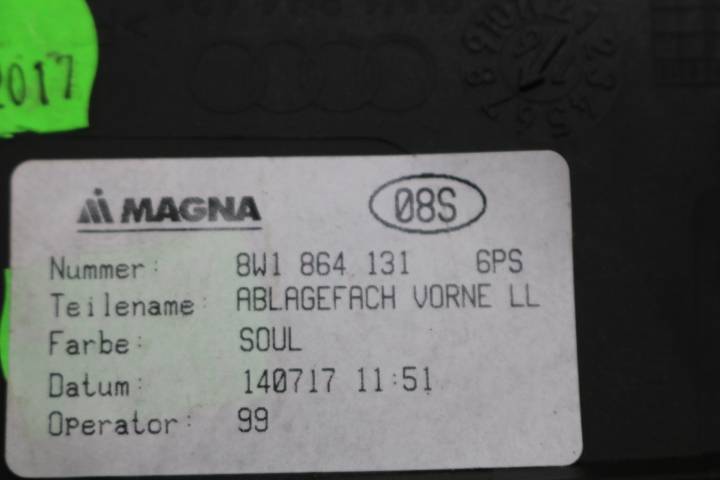 2017
MAGNA
08S
Nummer: 8W1 864 131 6PS
Teilename: ABLAGEFACH VORNE LL
Farbe: SOUL
Datum: 140717 11:51
Operator: 99